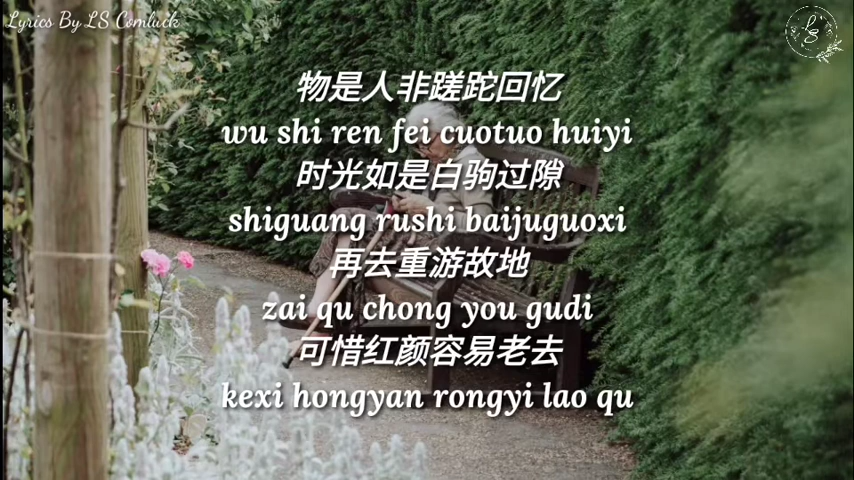 Lyrics By LS Comluck
物是人非蹉跎回忆
wu shi ren fei cuotuo huiyi
时光如是白驹过隙
shiguang rushi baijuguoxi
再去重游故地
zai qu chong you gudi
可惜红颜容易老去
kexi hongyan rongyi lao qu